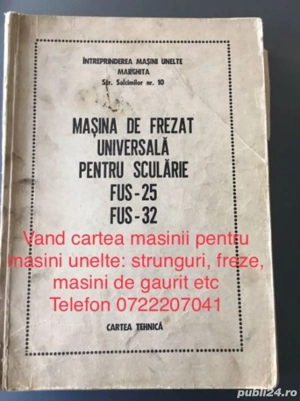 ÎNTREPRINDEREA MAȘINI UNELTE
MARGHITA
Str. Salcîmilor nr. 10
MAȘINA DE FREZAT
UNIVERSALĂ
PENTRU SCULĂRIE
FUS-25
FUS-32
Vand cartea masinii pentru
masini unelte: strunguri, freze,
masini de gaurit etc
Telefon 0722207041
CARTEA TEHNICĂ
publi24.ro